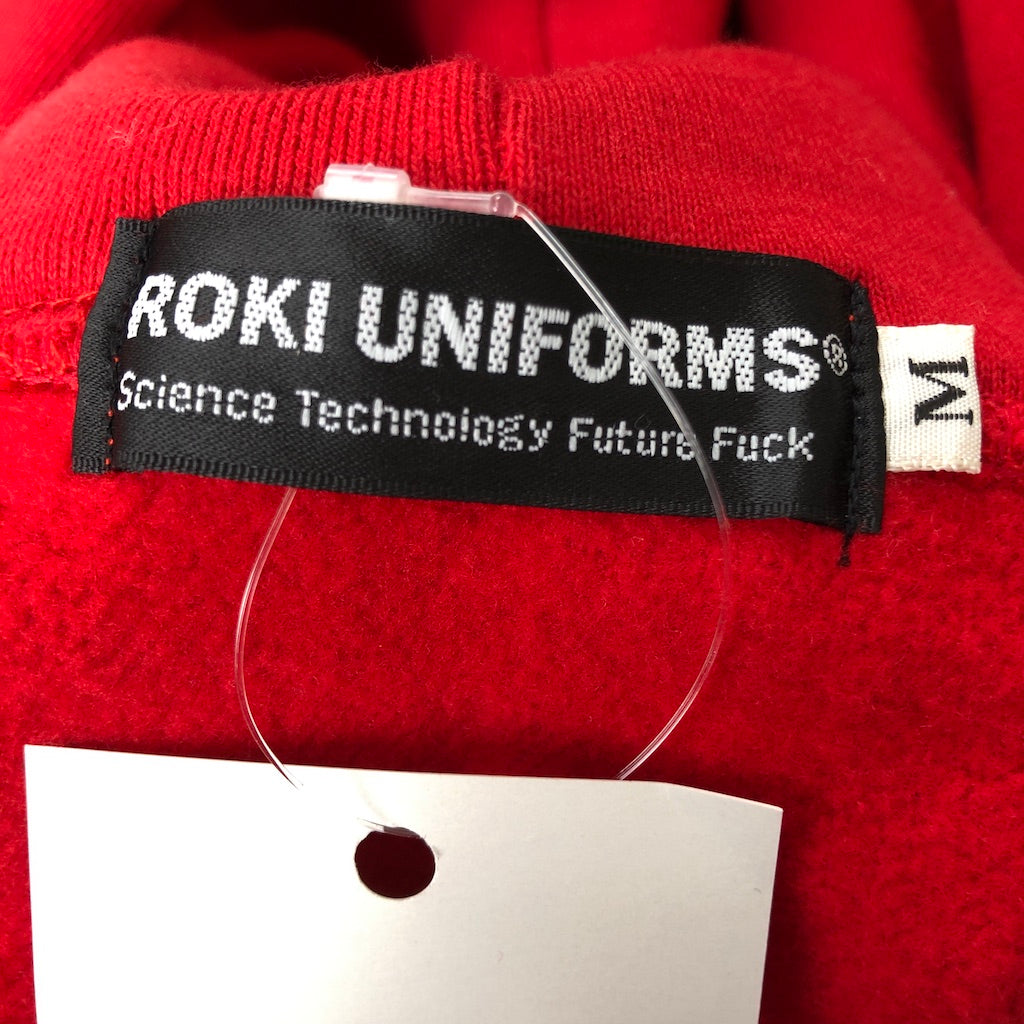 ROKI UNIFORMS®
Science Technology Future Fuck
M